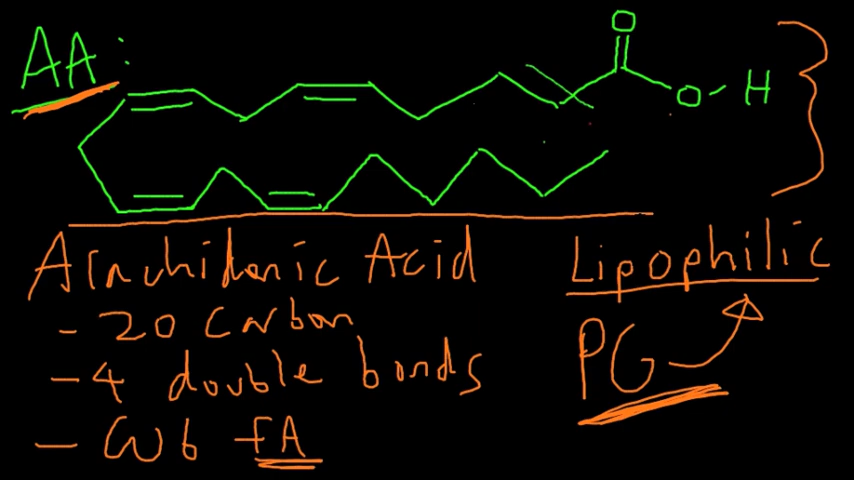 AA:
O
O-H
Arachidonic Acid
- 20 carbon
- 4 double bonds
- ω6 FA
Lipophilic
PG